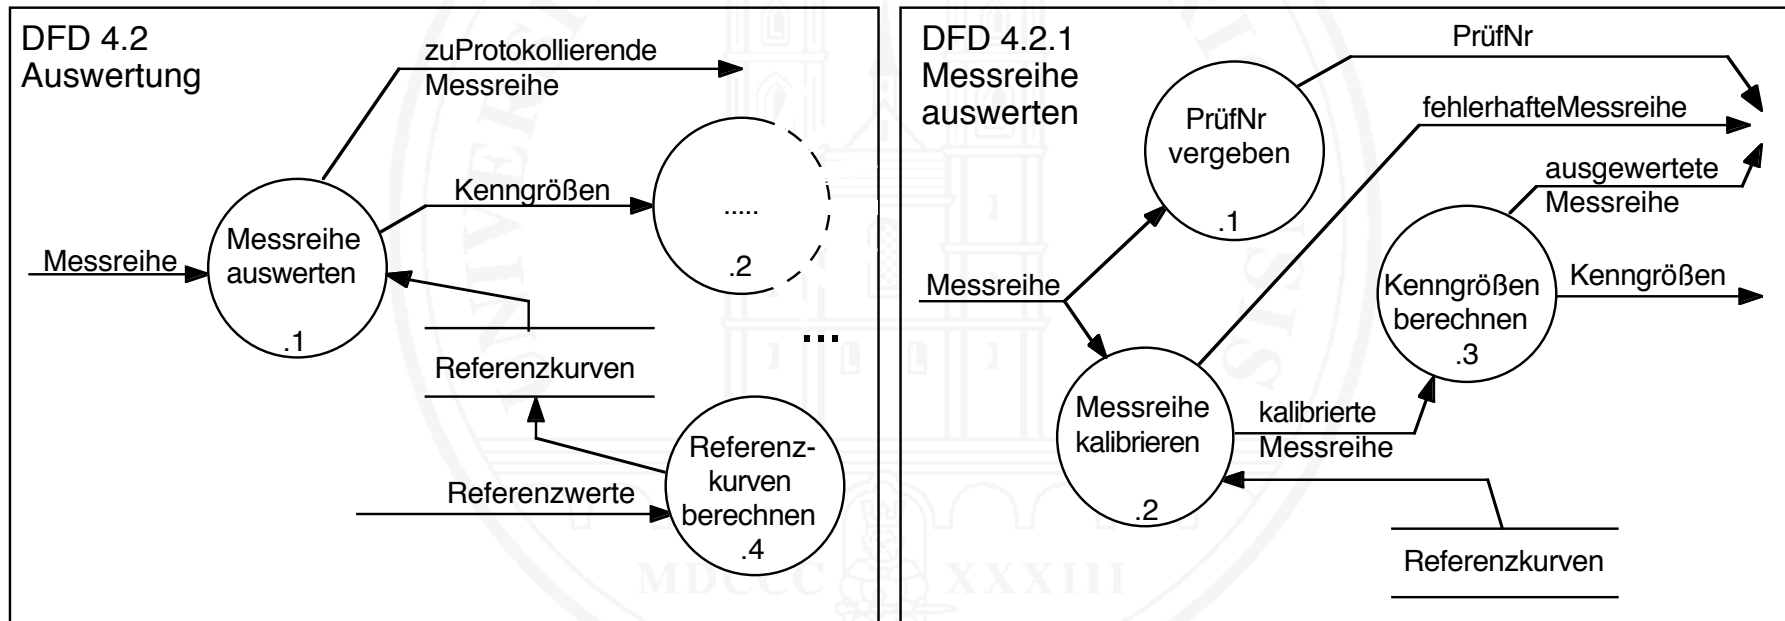 DFD 4.2
Auswertung
zuProtokollierende
Messreihe
Kenngrößen
.....
.2
Messreihe
Messreihe
auswerten
.1
Referenzkurven
...
Referenzwerte
Referenz-
kurven
berechnen
.4
DFD 4.2.1
Messreihe
auswerten
PrüfNr
PrüfNr
vergeben
.1
fehlerhafteMessreihe
ausgewertete
Messreihe
Messreihe
Kenngrößen
berechnen
.3
Kenngrößen
Messreihe
kalibrieren
.2
kalibrierte
Messreihe
Referenzkurven
MDCCC XXXIII